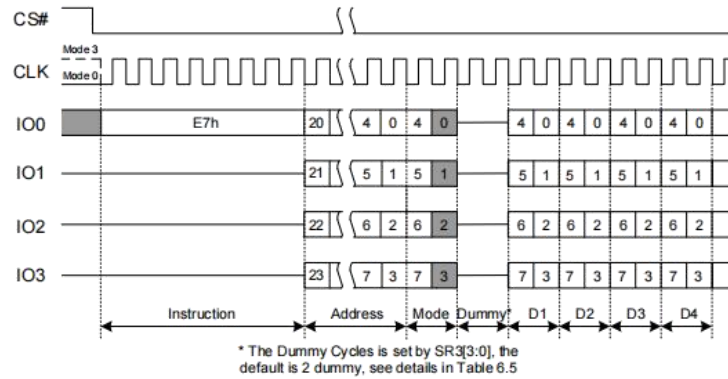 CS#
Mode 3
CLK
Mode 0
IO0 E7h 20 4 0 4 0 4 0 4 0 4 0 4 0
IO1 21 5 1 5 1 5 1 5 1 5 1 5 1
IO2 22 6 2 6 2 6 2 6 2 6 2 6 2
IO3 23 7 3 7 3 7 3 7 3 7 3 7 3
Instruction Address Mode Dummy* D1 D2 D3 D4
* The Dummy Cycles is set by SR3[3:0], the
default is 2 dummy, see details in Table 6.5